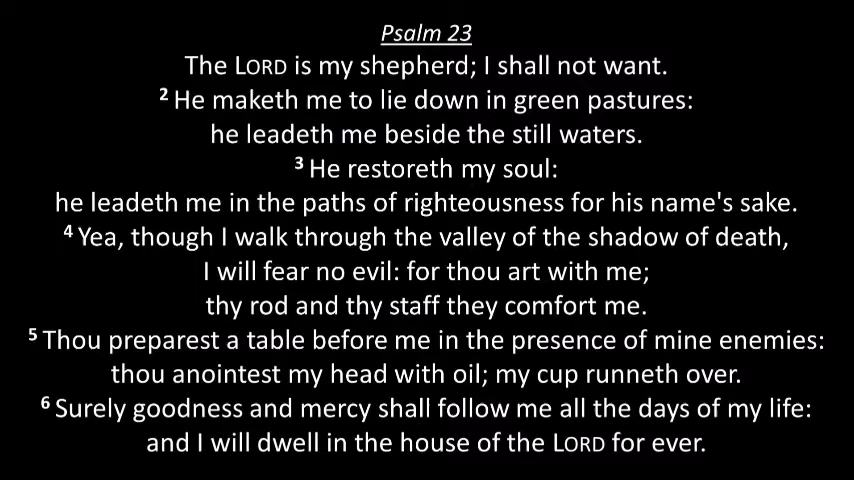 Psalm 23
The LORD is my shepherd; I shall not want.
2 He maketh me to lie down in green pastures:
he leadeth me beside the still waters.
3 He restoreth my soul:
he leadeth me in the paths of righteousness for his name's sake.
4 Yea, though I walk through the valley of the shadow of death,
I will fear no evil: for thou art with me;
thy rod and thy staff they comfort me.
5 Thou preparest a table before me in the presence of mine enemies:
thou anointest my head with oil; my cup runneth over.
6 Surely goodness and mercy shall follow me all the days of my life:
and I will dwell in the house of the LORD for ever.